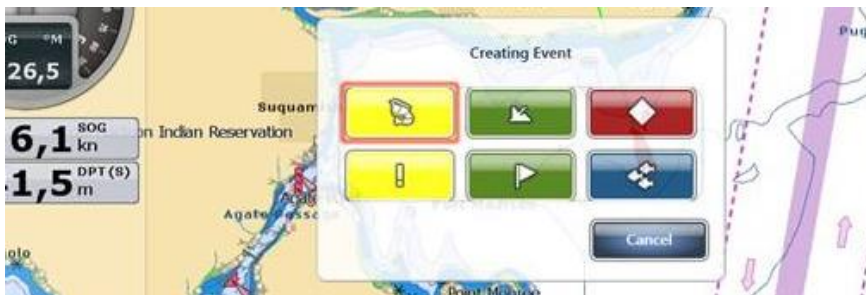 °M
26,5
6,1 SOG kn
1,5 DPT(S) m
Creating Event
Cancel
Suquam
n Indian Reservation
Agate Passage
Point Monroe
olo
Pug